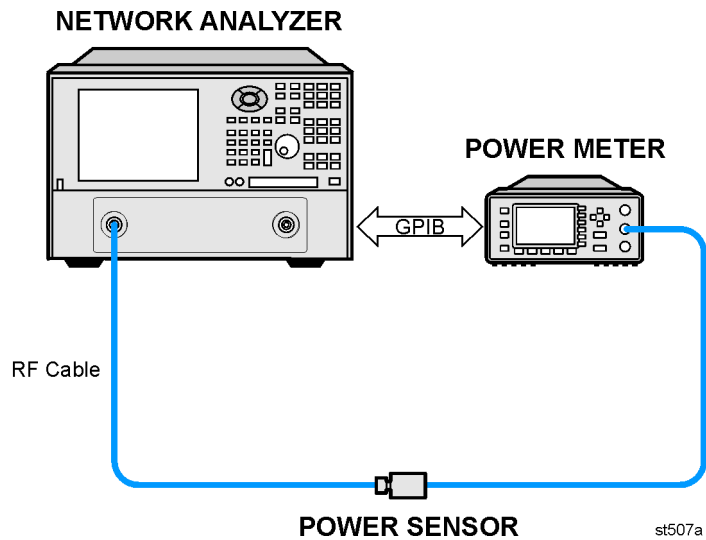 NETWORK ANALYZER
POWER METER
GPIB
RF Cable
POWER SENSOR
st507a